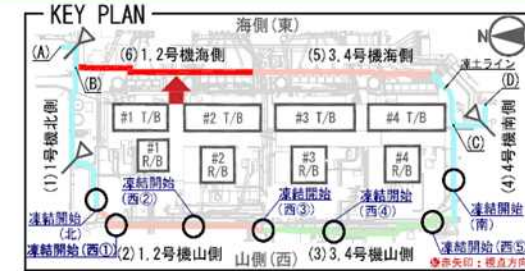 KEY PLAN
海側(東)
N
(A)
(6)1,2号機海側
(5)3,4号機海側
凍土ライン
(B)
(D)
#1 T/B
#2 T/B
#3 T/B
#4 T/B
(C)
(1)1号機北側
(4)4号機南側
#1
R/B
#2
R/B
#3
R/B
#4
R/B
凍結開始
(西②)
凍結開始
(西③)
凍結開始
(西④)
凍結開始
(北)
凍結開始
(南)
凍結開始(西①)
(2)1,2号機山側
山側(西)
(3)3,4号機山側
凍結開始(西⑤)
赤矢印:視点方向